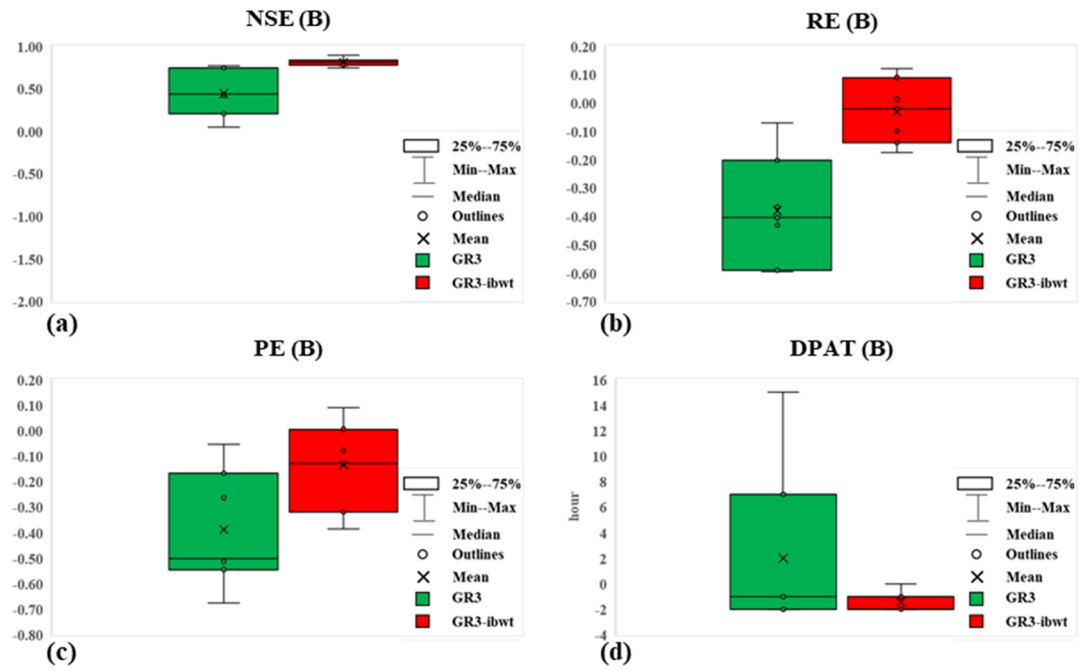 NSE (B)
1.00
0.50
0.00
-0.50
-1.00
-1.50
-2.00
25%--75%
Min--Max
Median
Outlines
Mean
GR3
GR3-ibwt
(a)
RE (B)
0.20
0.10
0.00
-0.10
-0.20
-0.30
-0.40
-0.50
-0.60
-0.70
25%--75%
Min--Max
Median
Outlines
Mean
GR3
GR3-ibwt
(b)
PE (B)
0.20
0.10
0.00
-0.10
-0.20
-0.30
-0.40
-0.50
-0.60
-0.70
-0.80
25%--75%
Min--Max
Median
Outlines
Mean
GR3
GR3-ibwt
(c)
DPAT (B)
16
14
12
10
8
6
4
2
0
-2
-4
hour
25%--75%
Min--Max
Median
Outlines
Mean
GR3
GR3-ibwt
(d)